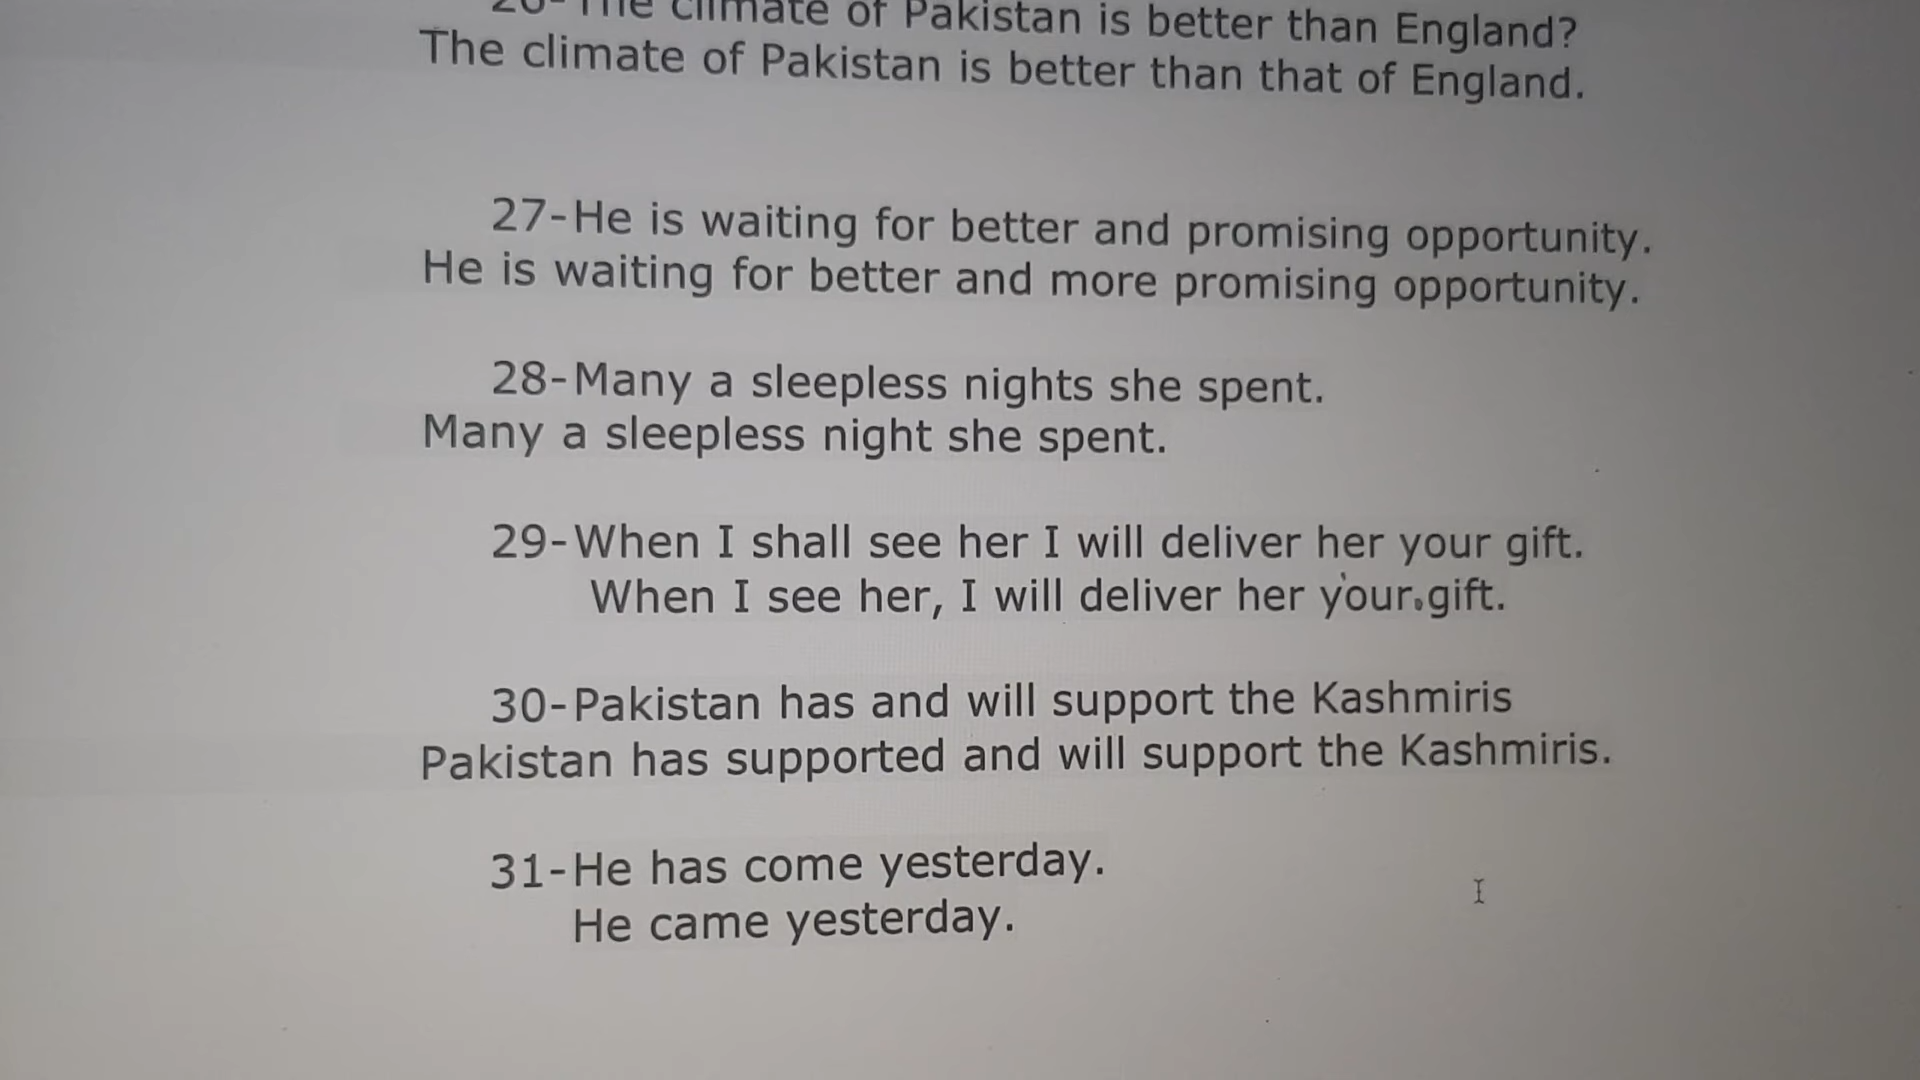 26-The climate of Pakistan is better than England?
The climate of Pakistan is better than that of England.
27-He is waiting for better and promising opportunity.
He is waiting for better and more promising opportunity.
28-Many a sleepless nights she spent.
Many a sleepless night she spent.
29-When I shall see her I will deliver her your gift.
When I see her, I will deliver her your gift.
30-Pakistan has and will support the Kashmiris
Pakistan has supported and will support the Kashmiris.
31-He has come yesterday.
He came yesterday.